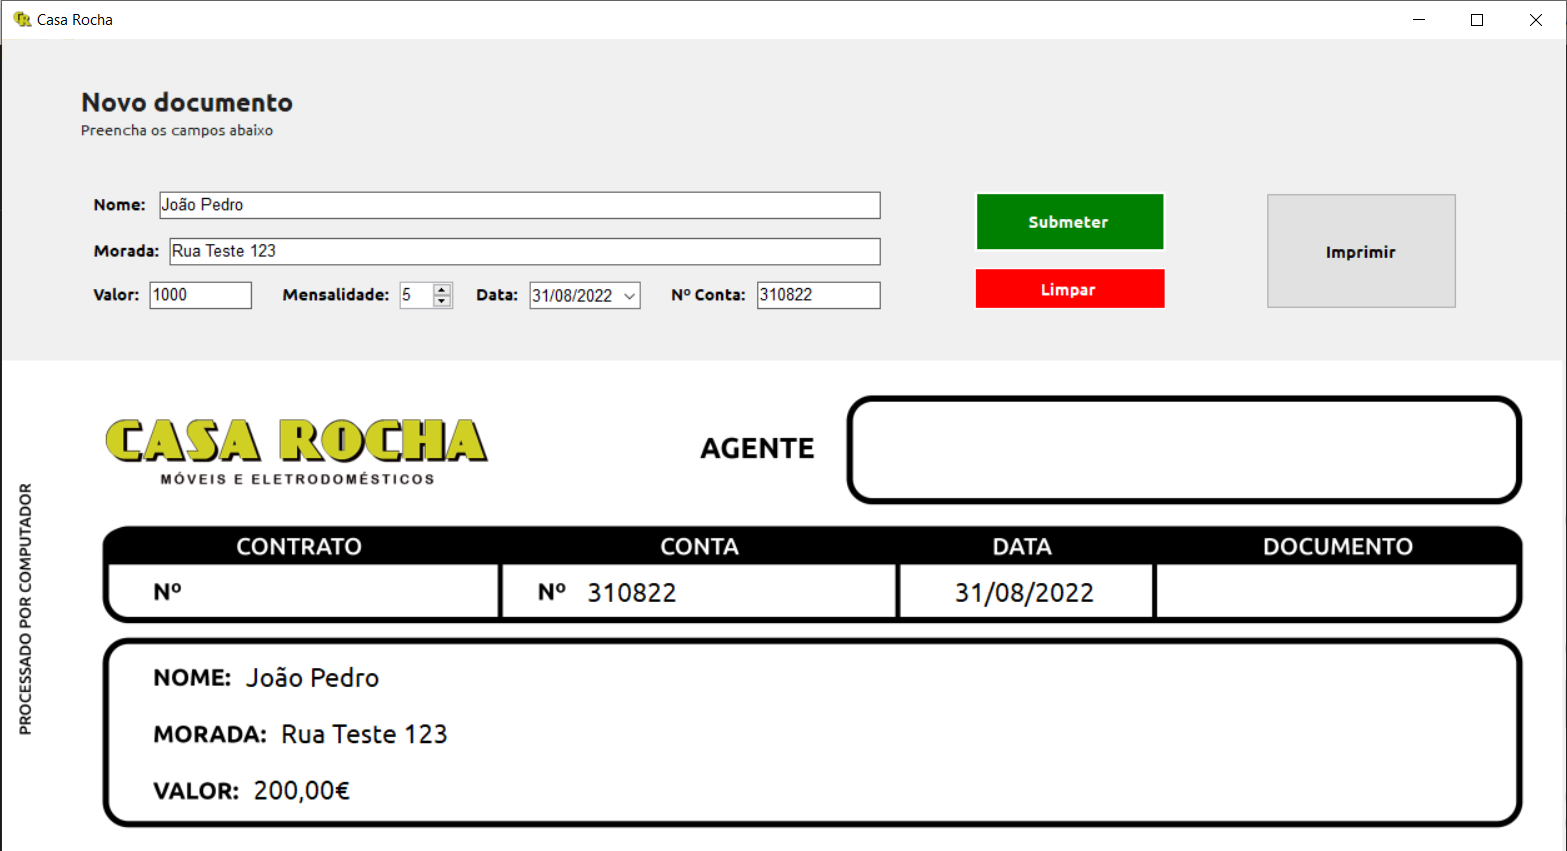 Casa Rocha
Novo documento
Preencha os campos abaixo
Nome: João Pedro
Morada: Rua Teste 123
Valor: 1000 Mensalidade: 5 Data: 31/08/2022 Nº Conta: 310822
Submeter
Limpar
Imprimir
CASA ROCHA
MÓVEIS E ELETRODOMÉSTICOS
AGENTE
PROCESSADO POR COMPUTADOR
CONTRATO CONTA DATA DOCUMENTO
Nº Nº 310822 31/08/2022
NOME: João Pedro
MORADA: Rua Teste 123
VALOR: 200,00€